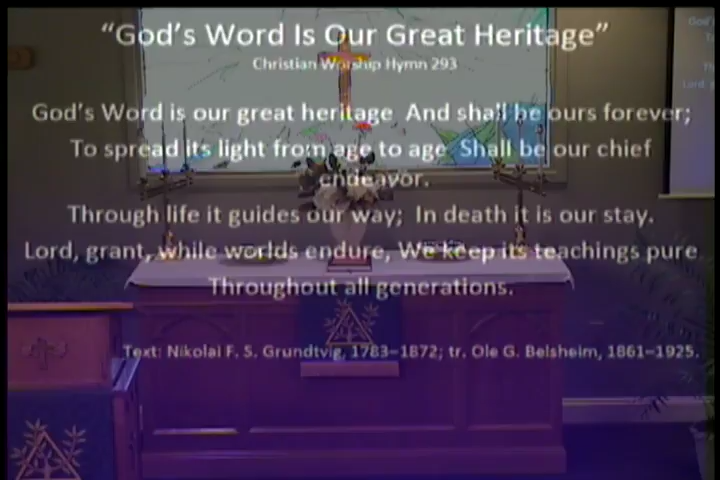 “God’s Word Is Our Great Heritage”
Christian Worship Hymn 293
God’s Word is our great heritage And shall be ours forever;
To spread its light from age to age Shall be our chief
endeavor.
Through life it guides our way; In death it is our stay.
Lord, grant, while worlds endure, We keep its teachings pure
Throughout all generations.
Text: Nikolai F. S. Grundtvig, 1783–1872; tr. Ole G. Belsheim, 1861–1925.